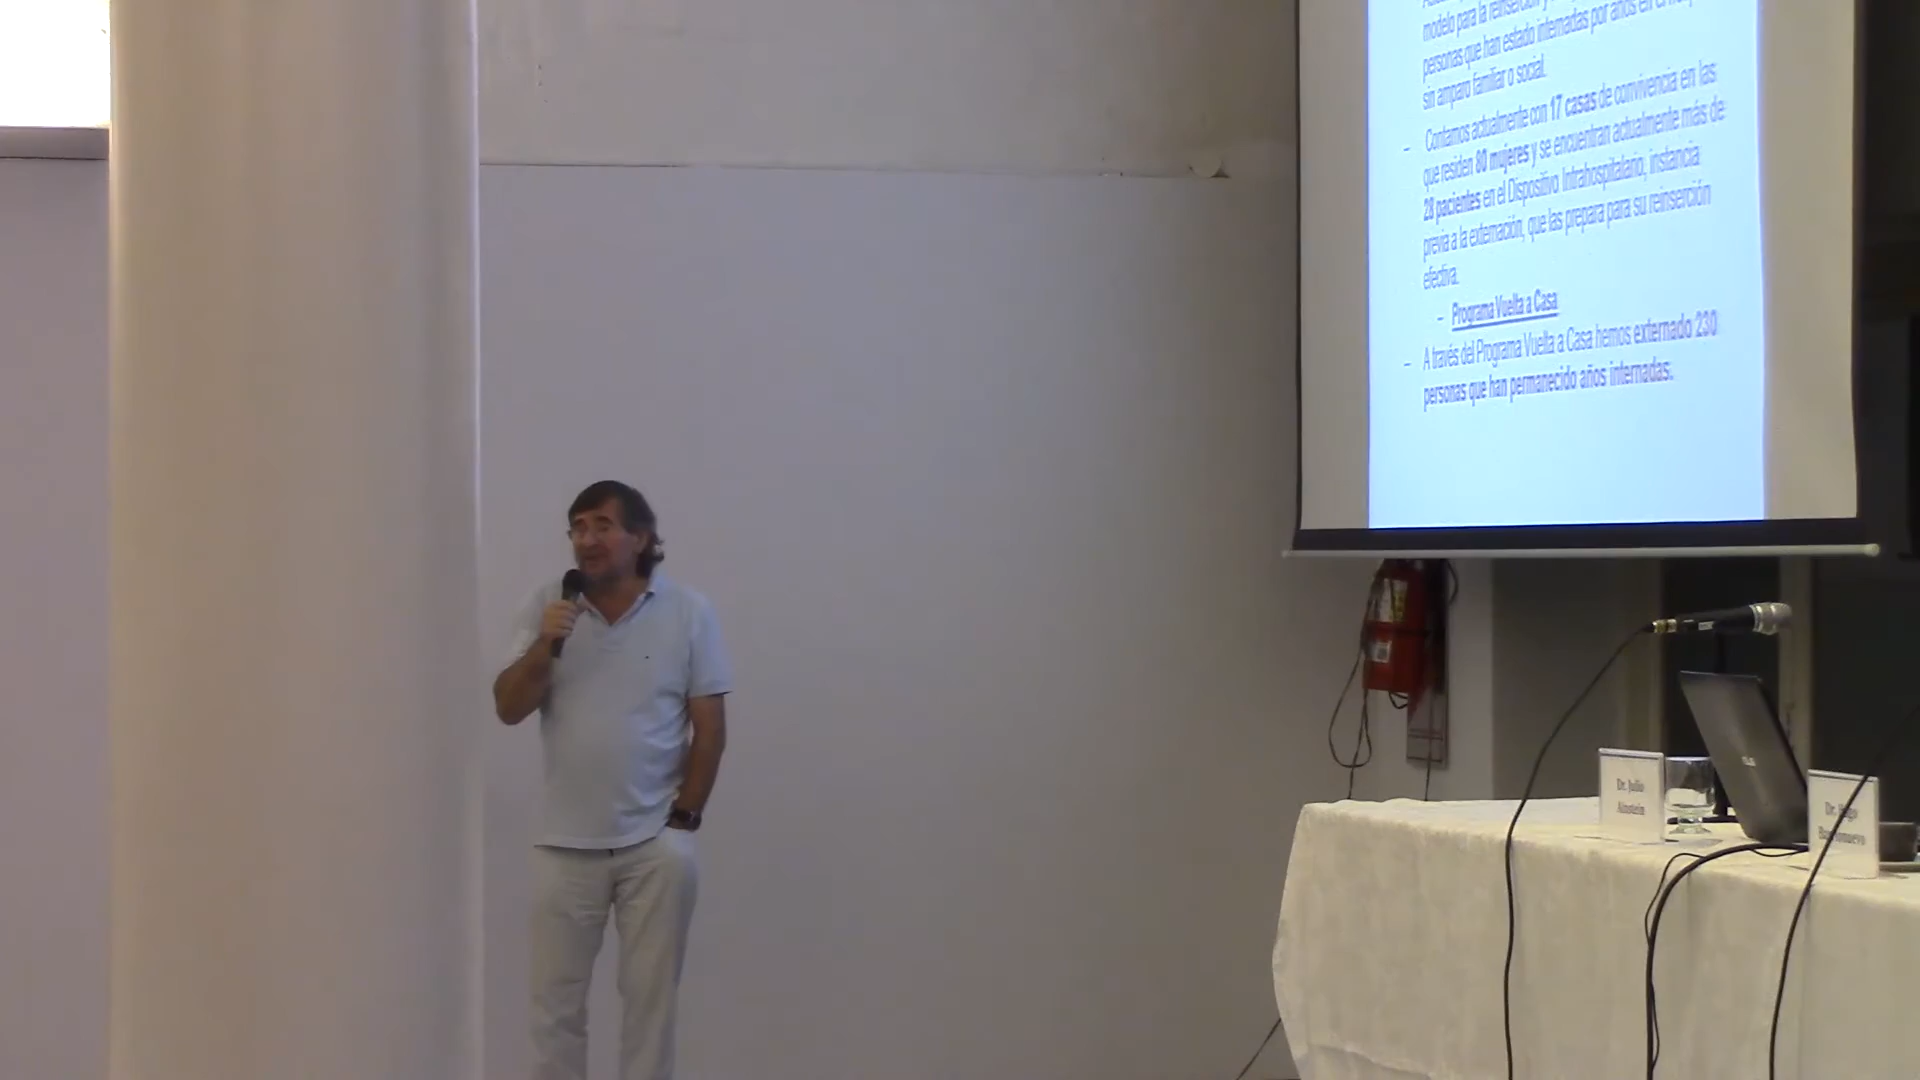 modelo para la reinserción y
personas que han estado internadas por años en el
sin amparo familiar o social.
– Contamos actualmente con 17 casas de convivencia en las
que residen 80 mujeres y se encuentran actualmente más de
28 pacientes en el Dispositivo Intrahospitalario, instancia
previa a la externación, que las prepara para su reinserción
efectiva.
– Programa Vuelta a Casa
– A través del Programa Vuelta a Casa hemos externado 230
personas que han permanecido años internadas.
Dr. Julio
Ainstein
Dr. Hugo